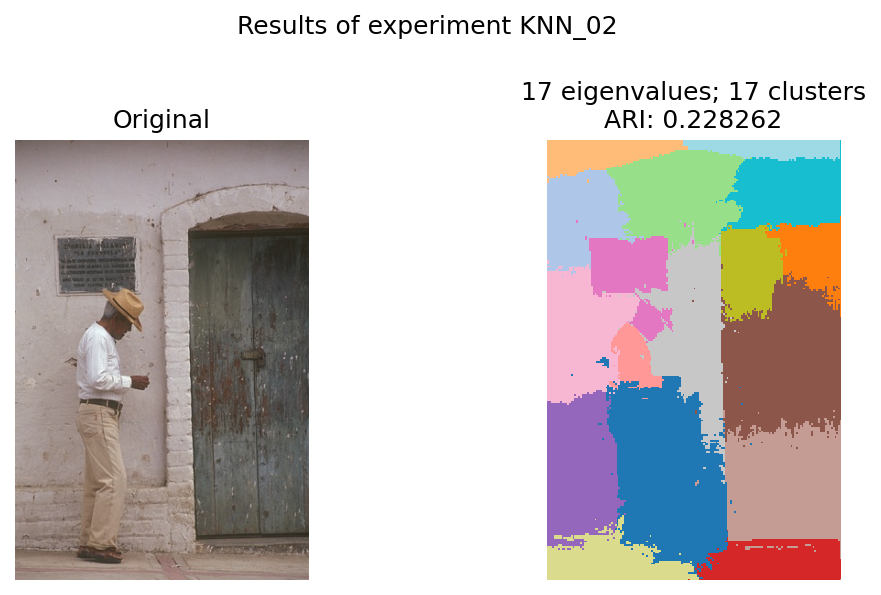 Results of experiment KNN_02
Original
17 eigenvalues; 17 clusters
ARI: 0.228262